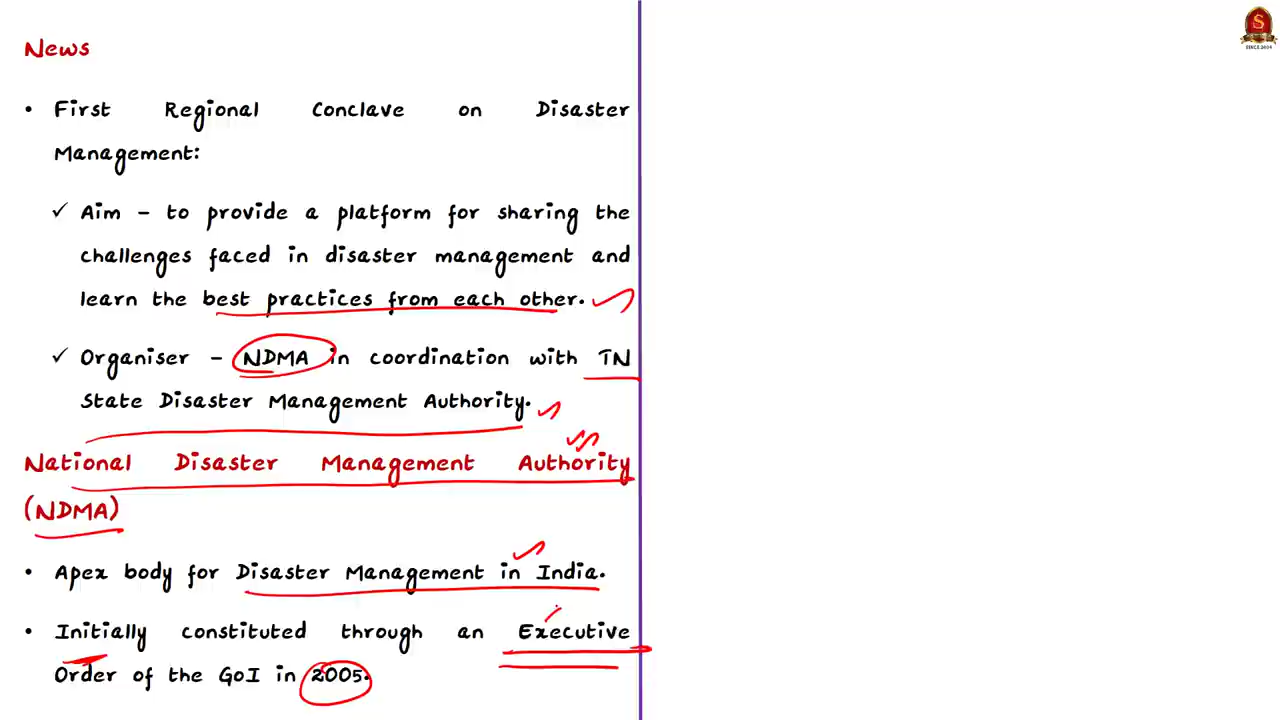 News
• First Regional Conclave on Disaster
Management:
✓ Aim - to provide a platform for sharing the
challenges faced in disaster management and
learn the best practices from each other.
✓ Organiser - NDMA in coordination with TN
State Disaster Management Authority.
National Disaster Management Authority
(NDMA)
• Apex body for Disaster Management in India.
• Initially constituted through an Executive
Order of the GoI in 2005.
S
SINCE 2004